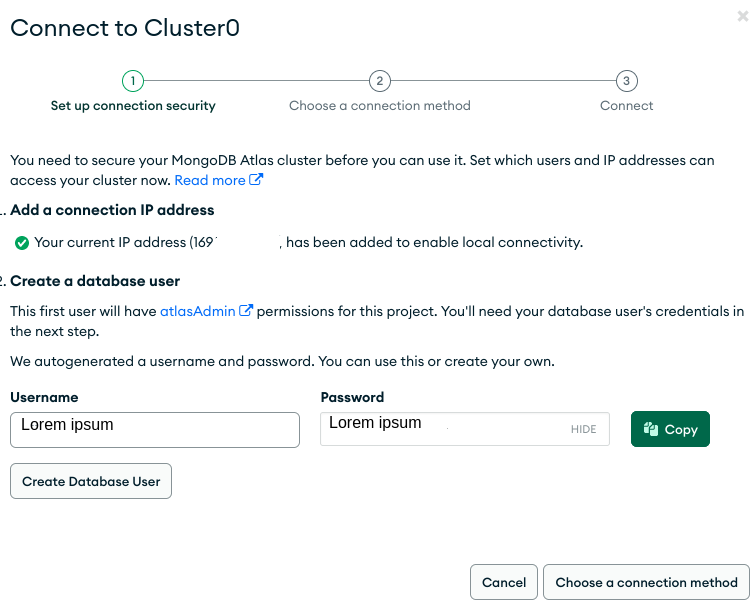 Connect to Cluster0
1
2
3
Set up connection security
Choose a connection method
Connect
You need to secure your MongoDB Atlas cluster before you can use it. Set which users and IP addresses can
access your cluster now. Read more
. Add a connection IP address
Your current IP address (169 , has been added to enable local connectivity.
2. Create a database user
This first user will have atlasAdmin permissions for this project. You'll need your database user's credentials in
the next step.
We autogenerated a username and password. You can use this or create your own.
Username
Password
Lorem ipsum
Lorem ipsum
HIDE
Copy
Create Database User
Cancel
Choose a connection method